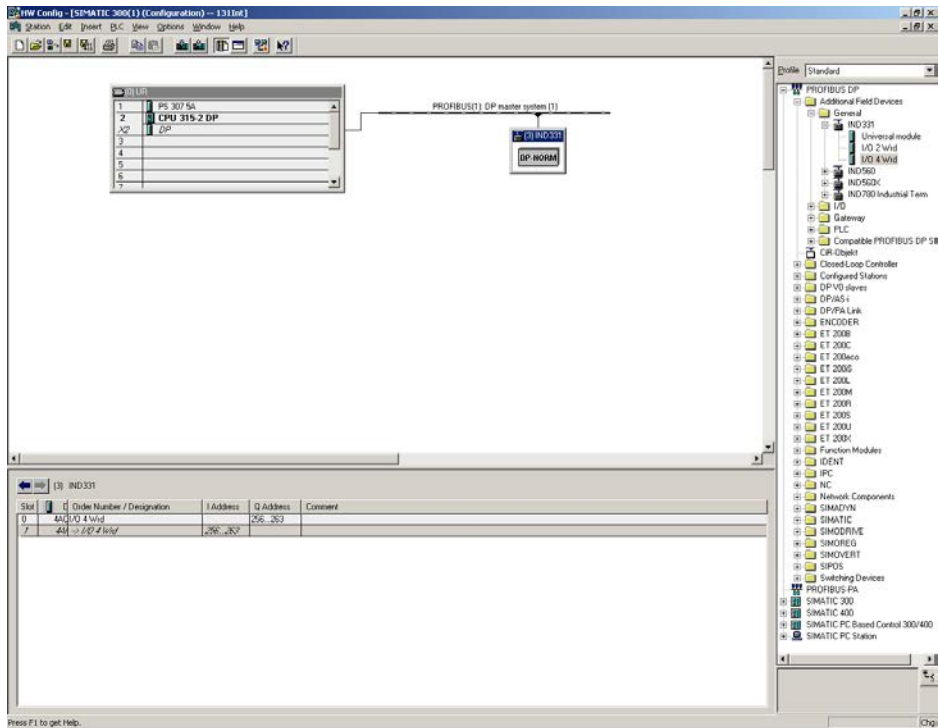 HW Config - [SIMATIC 300(1) (Configuration) -- 131Int]
Station Edit Insert PLC View Options Window Help
(0) UR
1 PS 307 5A
2 CPU 315-2 DP
X2 DP
3
4
5
6
7
PROFIBUS(1): DP master system (1)
(3) IND331
DP-NORM
(3) IND331
Slot Order Number / Designation I Address Q Address Comment
0 4AO I/O 4 Wrd 256...263
1 4AI -> I/O 4 Wrd 256...263
Profile Standard
PROFIBUS DP
Additional Field Devices
General
IND331
Universal module
I/O 2 Wrd
I/O 4 Wrd
IND560
IND560X
IND780 Industrial Term
I/O
Gateway
PLC
Compatible PROFIBUS DP SI
CiR-Objekt
Closed-Loop Controller
Configured Stations
DP V0 slaves
DP/AS-i
DP/PA Link
ENCODER
ET 200B
ET 200C
ET 200eco
ET 200iS
ET 200L
ET 200M
ET 200R
ET 200S
ET 200U
ET 200X
Function Modules
IDENT
IPC
NC
Network Components
SIMADYN
SIMATIC
SIMODRIVE
SIMOREG
SIMOVERT
SIPOS
Switching Devices
PROFIBUS-PA
SIMATIC 300
SIMATIC 400
SIMATIC PC Based Control 300/400
SIMATIC PC Station
Press F1 to get Help.
Chg